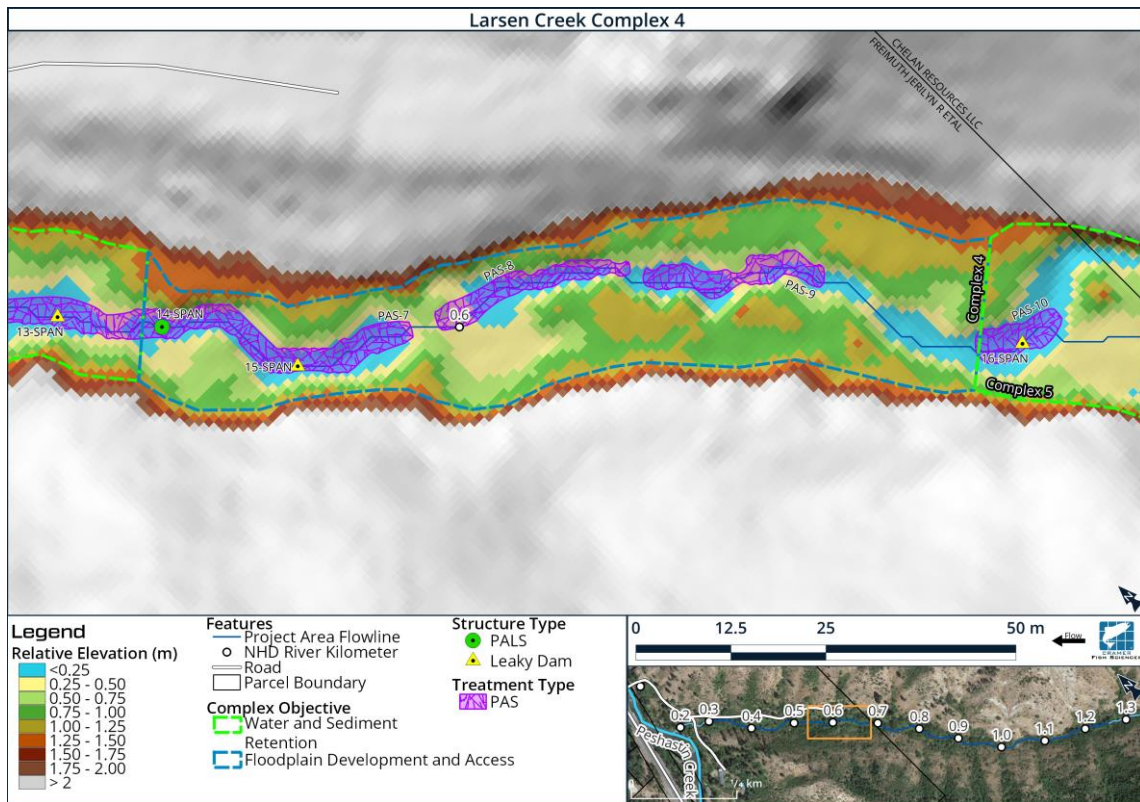 Larsen Creek Complex 4
CHELAN RESOURCES LLC
FREIMUTH JERILYN R ETAL
PAS-8
PAS-9
Complex 4
PAS-10
13-SPAN
14-SPAN
PAS-7
0.6
15-SPAN
16-SPAN
Complex 5
N
Legend
Relative Elevation (m)
<0.25
0.25 - 0.50
0.50 - 0.75
0.75 - 1.00
1.00 - 1.25
1.25 - 1.50
1.50 - 1.75
1.75 - 2.00
> 2
Features
Project Area Flowline
NHD River Kilometer
Road
Parcel Boundary
Complex Objective
Water and Sediment
Retention
Floodplain Development and Access
Structure Type
PALS
Leaky Dam
Treatment Type
PAS
0 12.5 25 50 m
Flow
CRAMER
FISH SCIENCES
N
0.2 0.3 0.4 0.5 0.6 0.7 0.8 0.9 1.0 1.1 1.2 1.3
Peshastin Creek
1/4 km